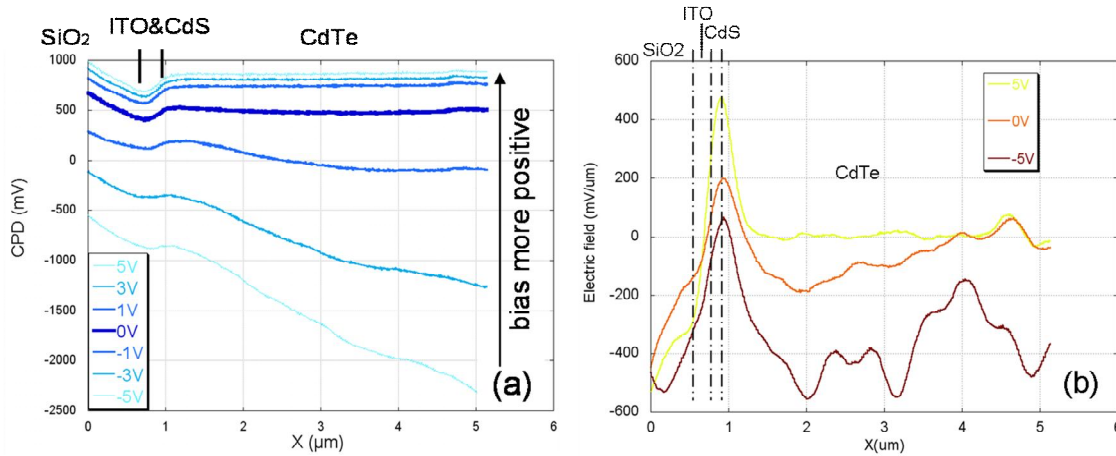 ITO&CdS
SiO2
CdTe
1000
500
0
-500
-1000
-1500
-2000
-2500
CPD (mV)
5V
3V
1V
0V
-1V
-3V
-5V
bias more positive
(a)
0 1 2 3 4 5 6
X (µm)
ITO
CdS
SiO2
600
400
200
0
-200
-400
-600
Electric field (mV/um)
5V
0V
-5V
CdTe
(b)
0 1 2 3 4 5 6
X(um)